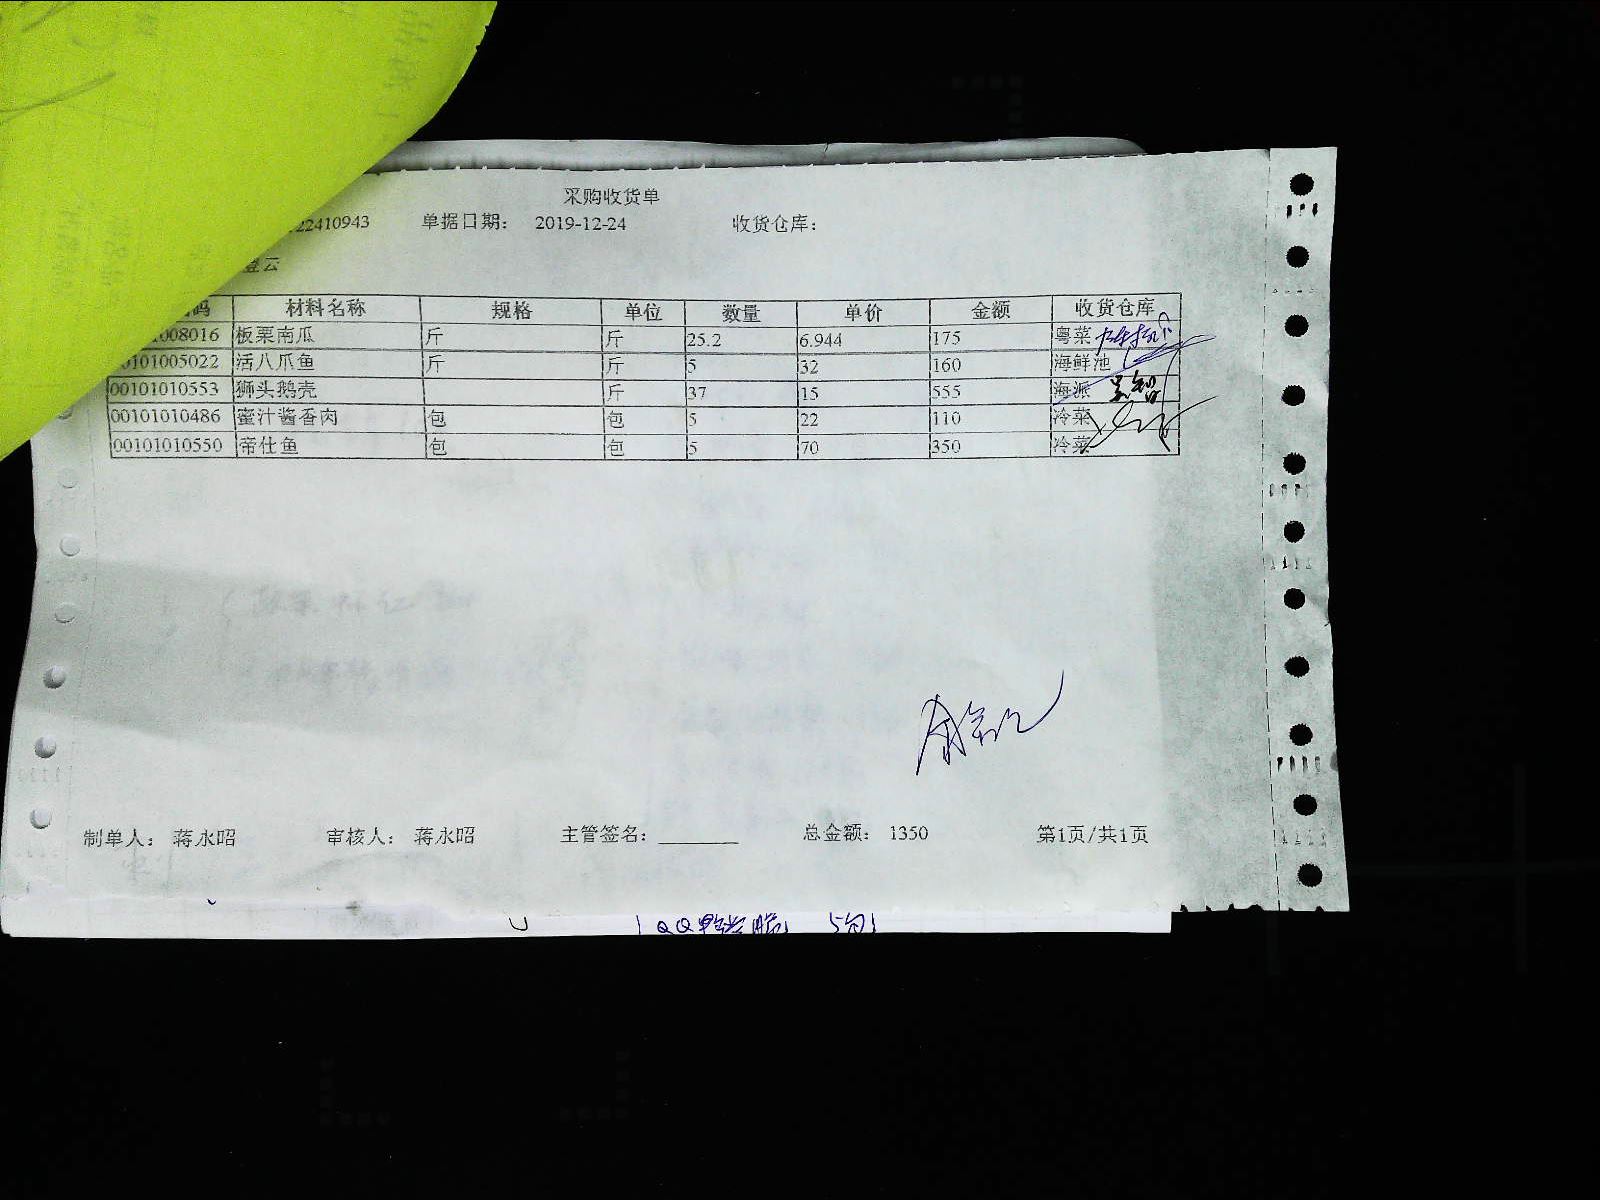 采购收货单
22410943 单据日期: 2019-12-24 收货仓库:
登云
码 材料名称 规格 单位 数量 单价 金额 收货仓库
008016 板栗南瓜 斤 斤 25.2 6.944 175 粤菜
0101005022 活八爪鱼 斤 斤 5 32 160 海鲜池
00101010553 狮头鹅壳 斤 37 15 555 海派
00101010486 蜜汁酱香肉 包 包 5 22 110 冷菜
00101010550 帝仕鱼 包 包 5 70 350 冷菜
制单人: 蒋永昭 审核人: 蒋永昭 主管签名: 总金额: 1350 第1页/共1页